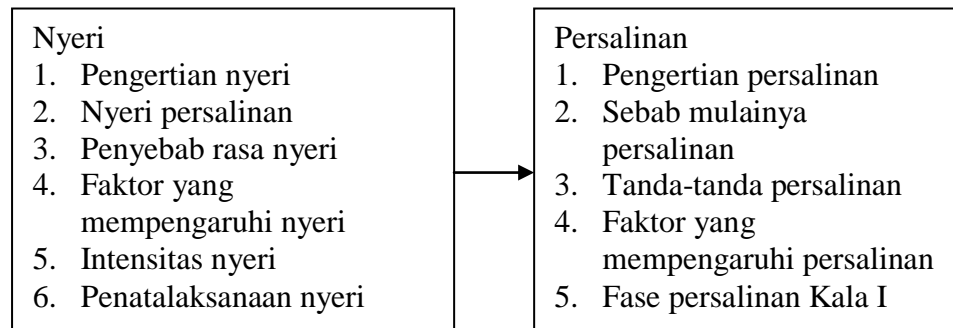 Nyeri
1. Pengertian nyeri
2. Nyeri persalinan
3. Penyebab rasa nyeri
4. Faktor yang
mempengaruhi nyeri
5. Intensitas nyeri
6. Penatalaksanaan nyeri
Persalinan
1. Pengertian persalinan
2. Sebab mulainya
persalinan
3. Tanda-tanda persalinan
4. Faktor yang
mempengaruhi persalinan
5. Fase persalinan Kala I